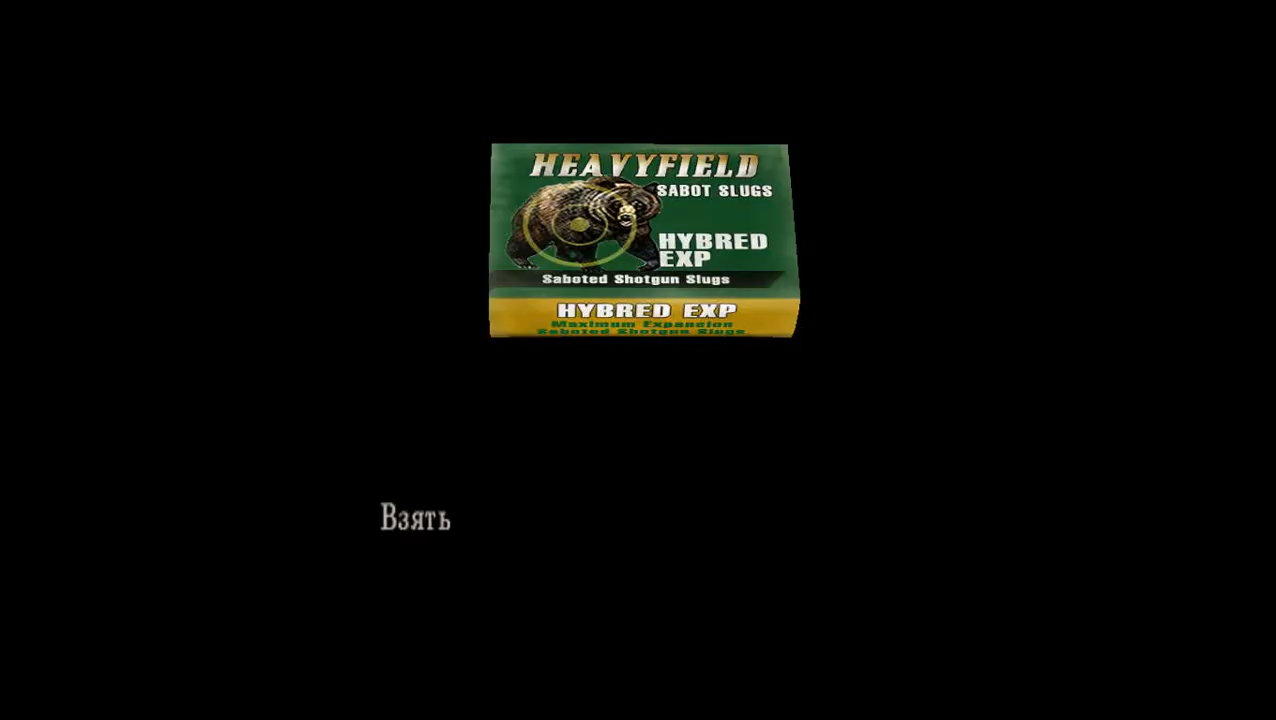 HEAVYFIELD
SABOT SLUGS
HYBRED
EXP
Saboted Shotgun Slugs
HYBRED EXP
Maximum Expansion
Saboted Shotgun Slugs
Взять